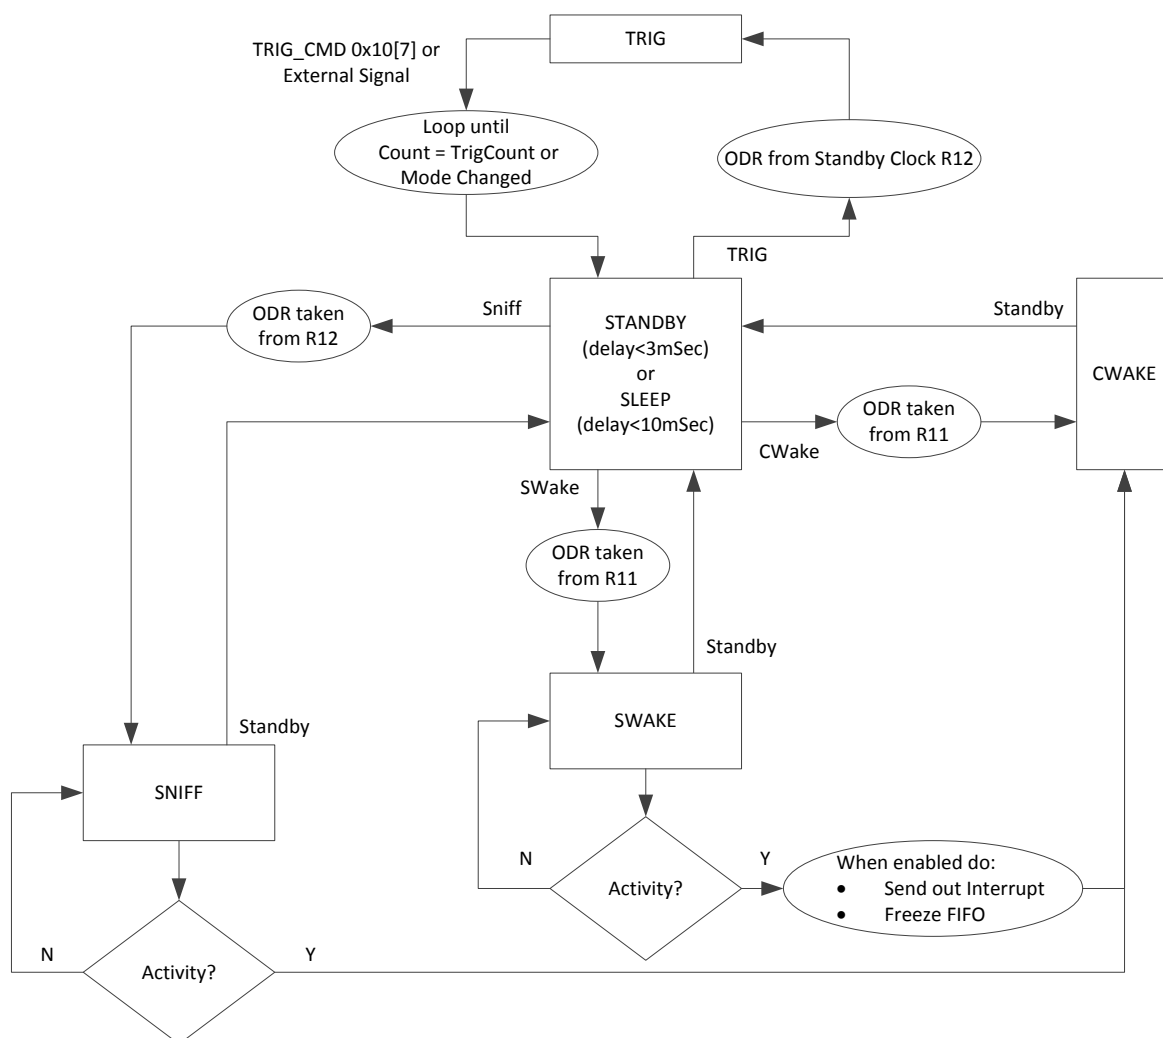 TRIG
TRIG_CMD 0x10[7] or
External Signal
Loop until
Count = TrigCount or
Mode Changed
ODR from Standby Clock R12
TRIG
Sniff
ODR taken
from R12
STANDBY
(delay<3mSec)
or
SLEEP
(delay<10mSec)
Standby
CWAKE
ODR taken
from R11
CWake
SWake
ODR taken
from R11
Standby
SWAKE
Standby
SNIFF
N
Activity?
Y
When enabled do:
• Send out Interrupt
• Freeze FIFO
N
Activity?
Y